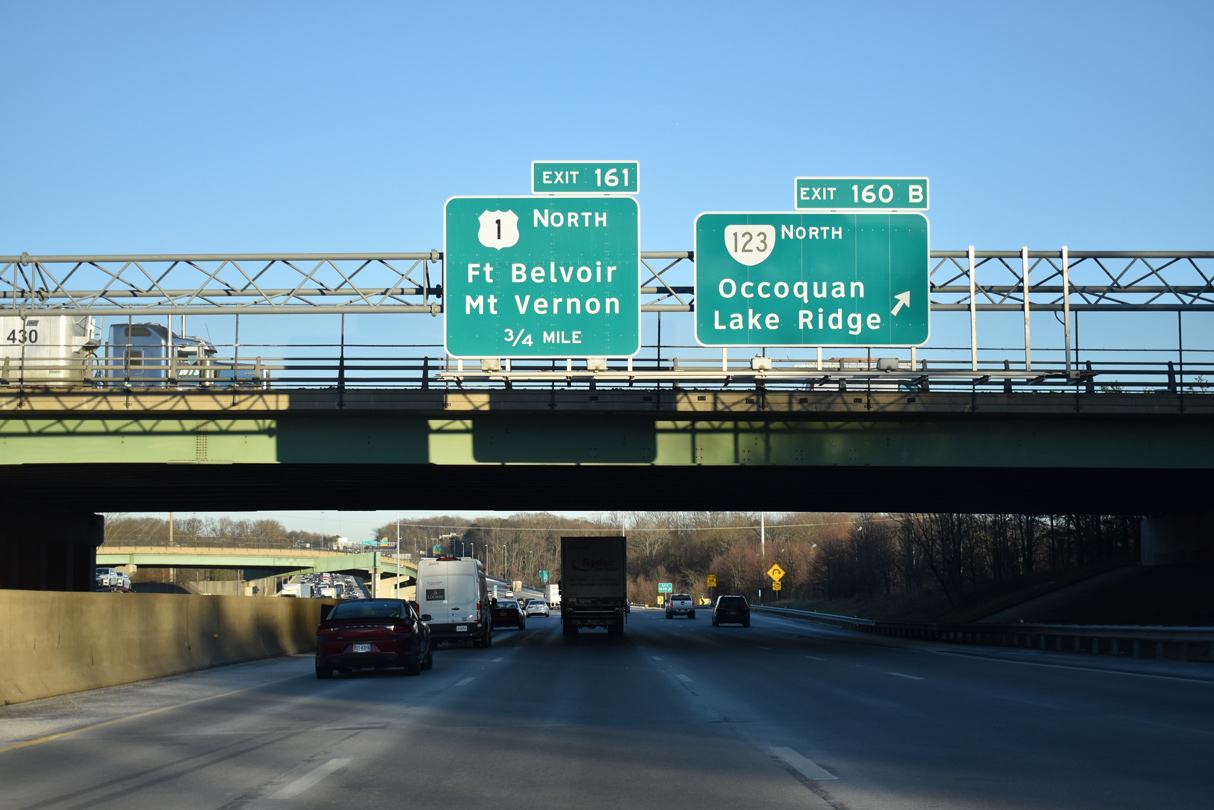 EXIT 161
1 NORTH
Ft Belvoir
Mt Vernon
3/4 MILE
EXIT 160 B
123 NORTH
Occoquan
Lake Ridge
430